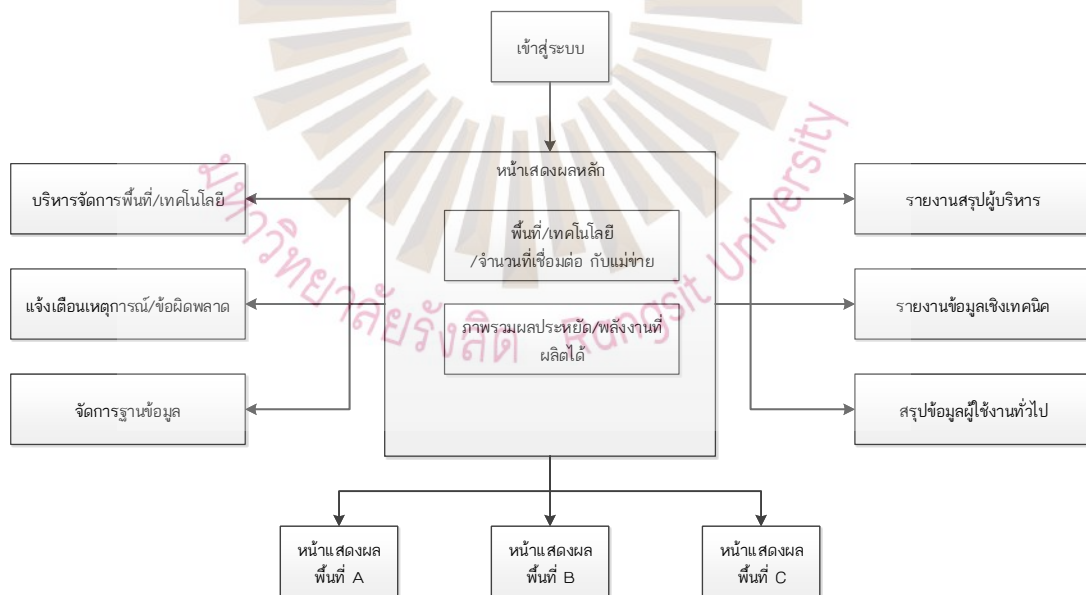 เข้าสู่ระบบ
หน้าแสดงผลหลัก
พื้นที่/เทคโนโลยี
/จำนวนที่เชื่อมต่อ กับแม่ข่าย
ภาพรวมผลประหยัด/พลังงานที่
ผลิตได้
บริหารจัดการพื้นที่/เทคโนโลยี
แจ้งเตือนเหตุการณ์/ข้อผิดพลาด
จัดการฐานข้อมูล
รายงานสรุปผู้บริหาร
รายงานข้อมูลเชิงเทคนิค
สรุปข้อมูลผู้ใช้งานทั่วไป
หน้าแสดงผล
พื้นที่ A
หน้าแสดงผล
พื้นที่ B
หน้าแสดงผล
พื้นที่ C
มหาวิทยาลัยรังสิต Rangsit University